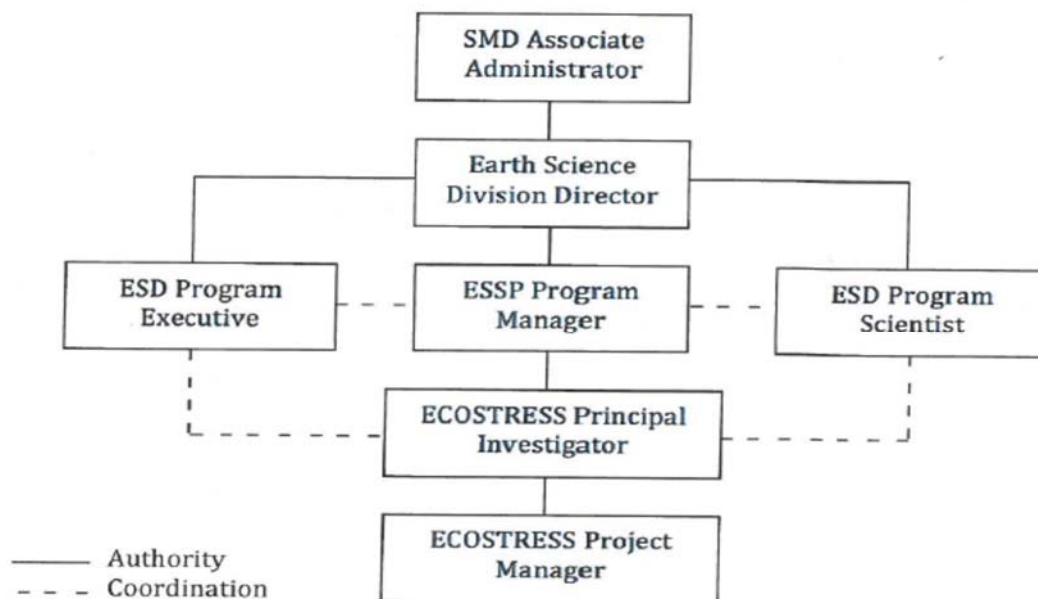 SMD Associate
Administrator
Earth Science
Division Director
ESD Program
Executive
ESSP Program
Manager
ESD Program
Scientist
ECOSTRESS Principal
Investigator
ECOSTRESS Project
Manager
Authority
Coordination